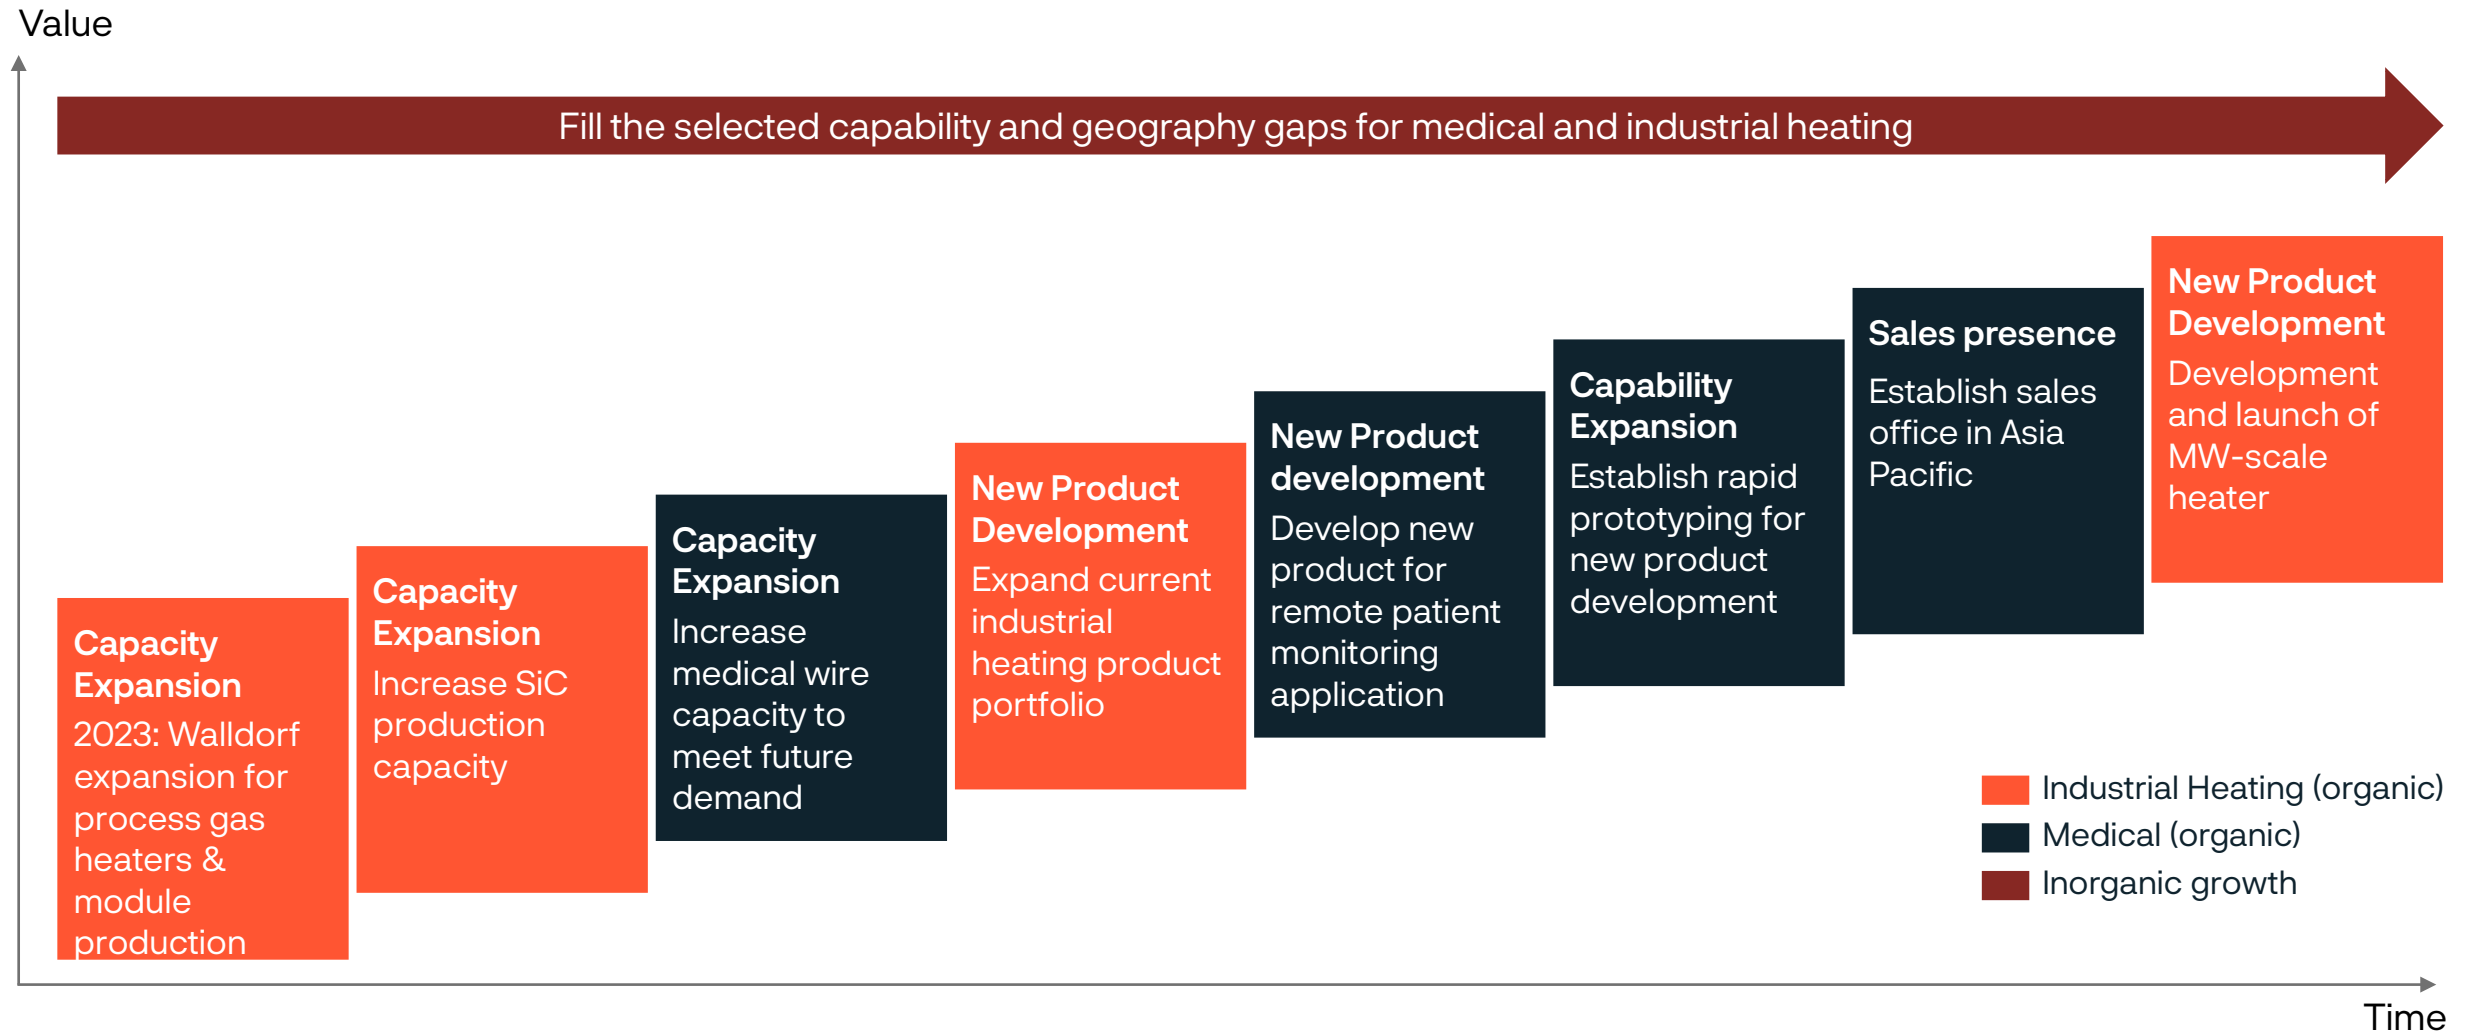 Value
Fill the selected capability and geography gaps for medical and industrial heating
Capacity
Expansion
2023: Walldorf
expansion for
process gas
heaters &
module
production
Capacity
Expansion
Increase SiC
production
capacity
Capacity
Expansion
Increase
medical wire
capacity to
meet future
demand
New Product
Development
Expand current
industrial
heating product
portfolio
New Product
development
Develop new
product for
remote patient
monitoring
application
Capability
Expansion
Establish rapid
prototyping for
new product
development
Sales presence
Establish sales
office in Asia
Pacific
New Product
Development
Development
and launch of
MW-scale
heater
Industrial Heating (organic)
Medical (organic)
Inorganic growth
Time